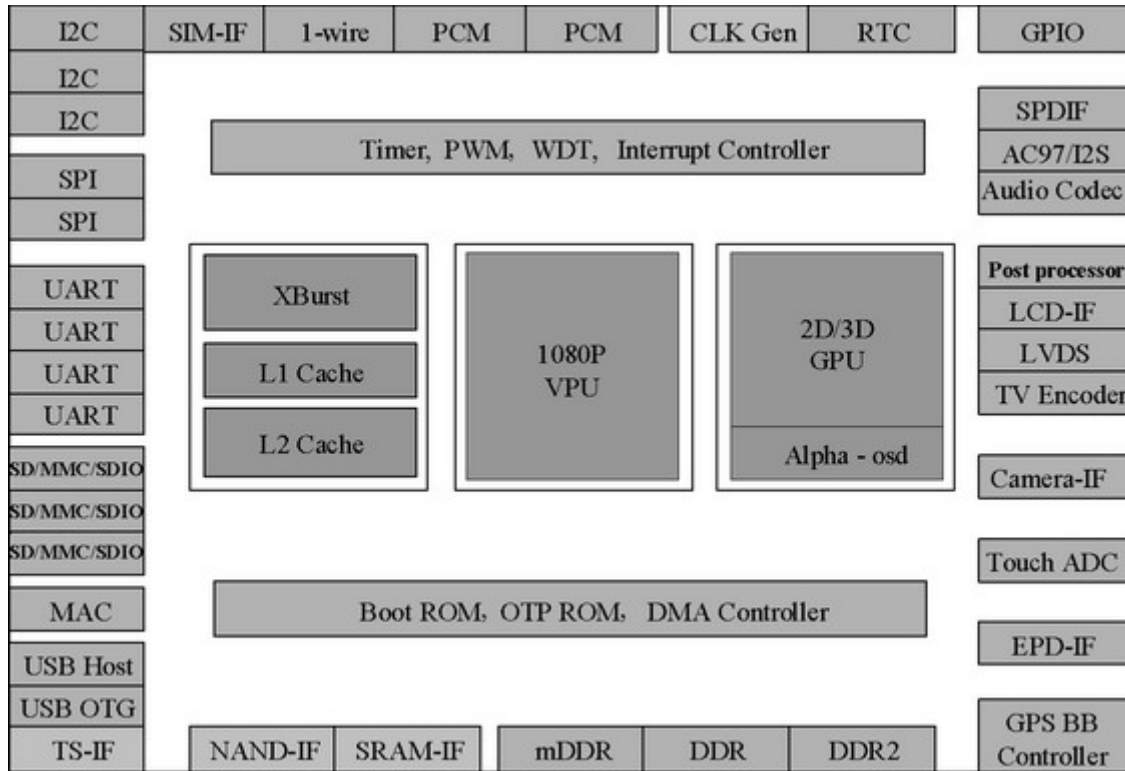 I2C
SIM-IF
1-wire
PCM
PCM
CLK Gen
RTC
GPIO
I2C
I2C
SPI
SPI
UART
UART
UART
UART
SD/MMC/SDIO
SD/MMC/SDIO
SD/MMC/SDIO
MAC
USB Host
USB OTG
TS-IF
Timer, PWM, WDT, Interrupt Controller
XBurst
L1 Cache
L2 Cache
1080P
VPU
2D/3D
GPU
Alpha - osd
Boot ROM, OTP ROM, DMA Controller
NAND-IF
SRAM-IF
mDDR
DDR
DDR2
SPDIF
AC97/I2S
Audio Codec
Post processor
LCD-IF
LVDS
TV Encoder
Camera-IF
Touch ADC
EPD-IF
GPS BB
Controller